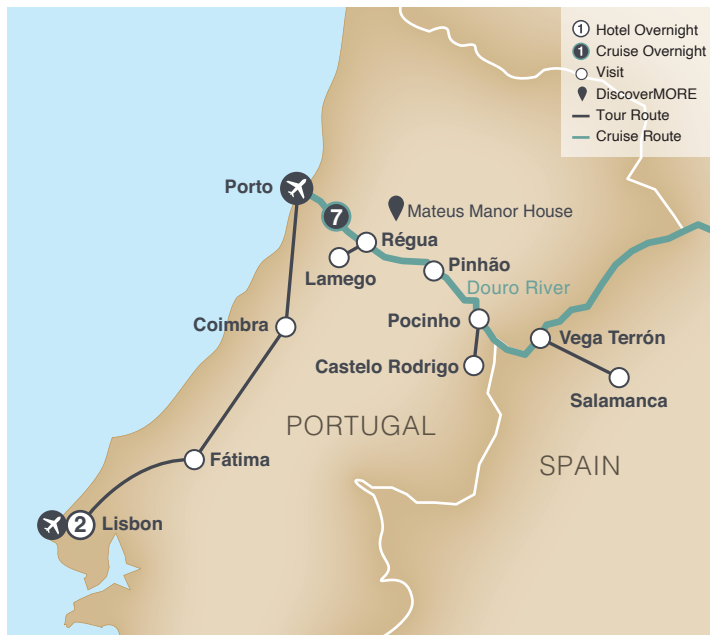 1 Hotel Overnight
1 Cruise Overnight
Visit
DiscoverMORE
Tour Route
Cruise Route
Porto
7
Mateus Manor House
Régua
Lamego
Pinhão
Douro River
Coimbra
Pocinho
Vega Terrón
Castelo Rodrigo
Salamanca
PORTUGAL
Fátima
SPAIN
2 Lisbon